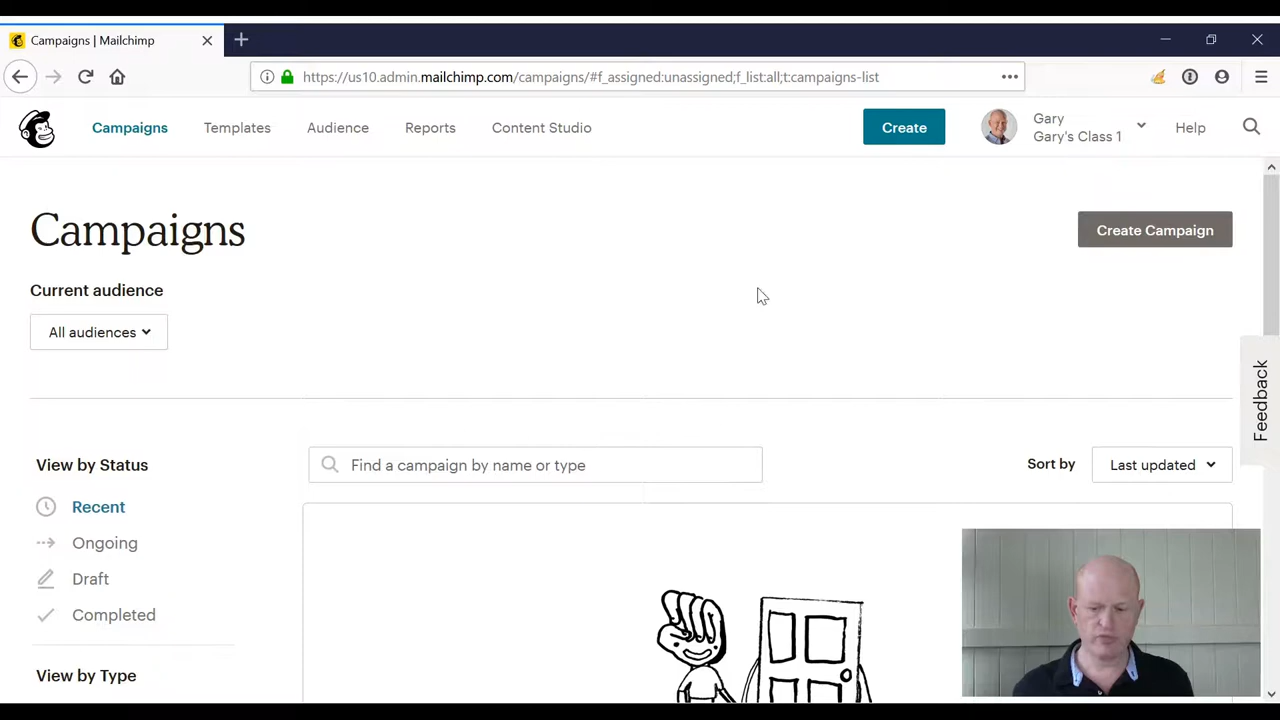 Campaigns | Mailchimp
https://us10.admin.mailchimp.com/campaigns/#f_assigned:unassigned;f_list:all;t:campaigns-list
Campaigns Templates Audience Reports Content Studio Create Gary Help
Gary's Class 1
Campaigns
Create Campaign
Current audience
All audiences
Feedback
View by Status
Find a campaign by name or type
Sort by Last updated
Recent
Ongoing
Draft
Completed
View by Type